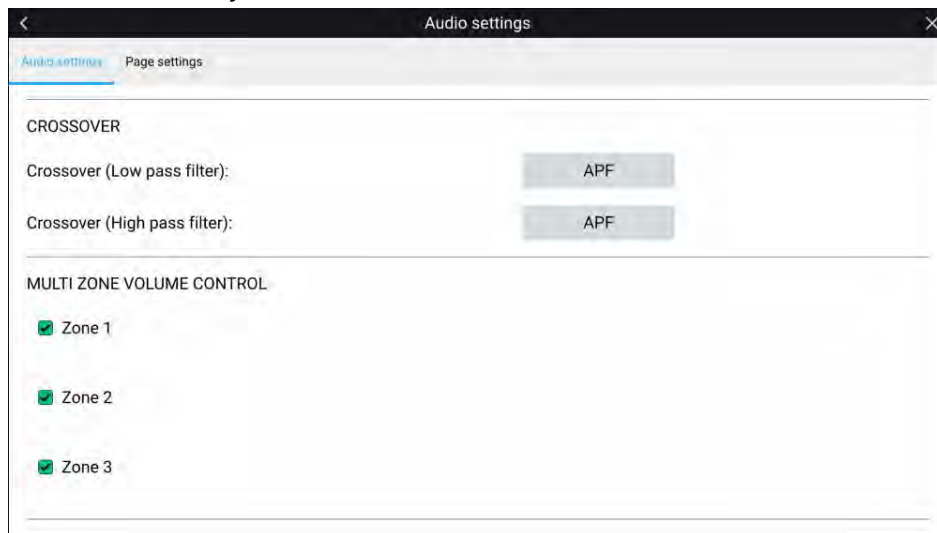 Audio settings
Audio settings Page settings
CROSSOVER
Crossover (Low pass filter): APF
Crossover (High pass filter): APF
MULTI ZONE VOLUME CONTROL
Zone 1
Zone 2
Zone 3